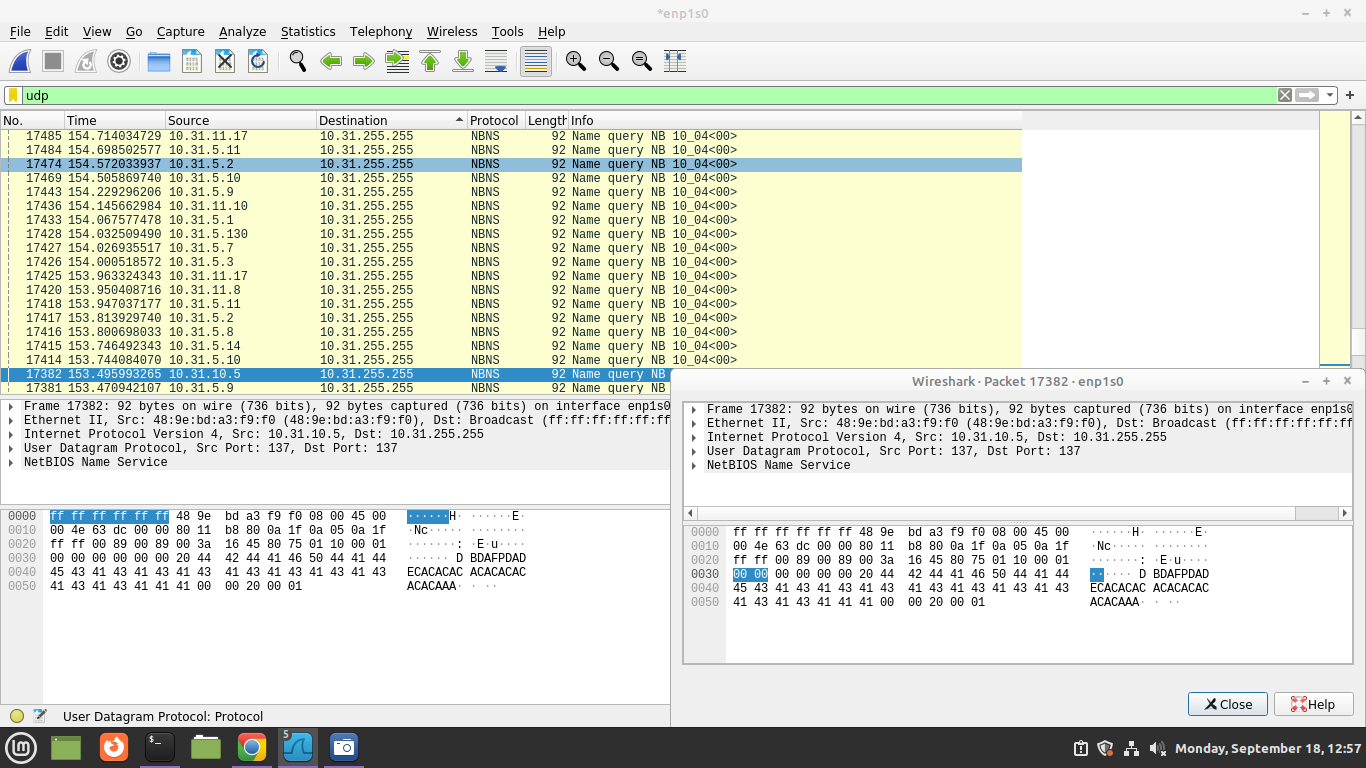 *enp1s0
File Edit View Go Capture Analyze Statistics Telephony Wireless Tools Help
udp
No. Time Source Destination Protocol Length Info
17485 154.714034729 10.31.11.17 10.31.255.255 NBNS 92 Name query NB 10_04<00>
17484 154.698502577 10.31.5.11 10.31.255.255 NBNS 92 Name query NB 10_04<00>
17474 154.572033937 10.31.5.2 10.31.255.255 NBNS 92 Name query NB 10_04<00>
17469 154.505869740 10.31.5.10 10.31.255.255 NBNS 92 Name query NB 10_04<00>
17443 154.229296206 10.31.5.9 10.31.255.255 NBNS 92 Name query NB 10_04<00>
17436 154.145662984 10.31.11.10 10.31.255.255 NBNS 92 Name query NB 10_04<00>
17433 154.067577478 10.31.5.1 10.31.255.255 NBNS 92 Name query NB 10_04<00>
17428 154.032509490 10.31.5.130 10.31.255.255 NBNS 92 Name query NB 10_04<00>
17427 154.026935517 10.31.5.7 10.31.255.255 NBNS 92 Name query NB 10_04<00>
17426 154.000518572 10.31.5.3 10.31.255.255 NBNS 92 Name query NB 10_04<00>
17425 153.963324343 10.31.11.17 10.31.255.255 NBNS 92 Name query NB 10_04<00>
17420 153.950408716 10.31.11.8 10.31.255.255 NBNS 92 Name query NB 10_04<00>
17418 153.947037177 10.31.5.11 10.31.255.255 NBNS 92 Name query NB 10_04<00>
17417 153.813929740 10.31.5.2 10.31.255.255 NBNS 92 Name query NB 10_04<00>
17416 153.800698033 10.31.5.8 10.31.255.255 NBNS 92 Name query NB 10_04<00>
17415 153.746492343 10.31.5.14 10.31.255.255 NBNS 92 Name query NB 10_04<00>
17414 153.744084070 10.31.5.10 10.31.255.255 NBNS 92 Name query NB 10_04<00>
17382 153.495993265 10.31.10.5 10.31.255.255 NBNS 92 Name query NB
17381 153.470942107 10.31.5.9 10.31.255.255 NBNS 92 Name query NB
Frame 17382: 92 bytes on wire (736 bits), 92 bytes captured (736 bits) on interface enp1s0
Ethernet II, Src: 48:9e:bd:a3:f9:f0 (48:9e:bd:a3:f9:f0), Dst: Broadcast (ff:ff:ff:ff:ff:ff
Internet Protocol Version 4, Src: 10.31.10.5, Dst: 10.31.255.255
User Datagram Protocol, Src Port: 137, Dst Port: 137
NetBIOS Name Service
0000 ff ff ff ff ff ff 48 9e bd a3 f9 f0 08 00 45 00 ······H· ······E·
0010 00 4e 63 dc 00 00 80 11 b8 80 0a 1f 0a 05 0a 1f ·Nc····· ········
0020 ff ff 00 89 00 89 00 3a 16 45 80 75 01 10 00 01 ·······: ·E·u····
0030 00 00 00 00 00 00 20 44 42 44 41 46 50 44 41 44 ······ D BDAFPDAD
0040 45 43 41 43 41 43 41 43 41 43 41 43 41 43 41 43 ECACACAC ACACACAC
0050 41 43 41 43 41 41 41 00 00 20 00 01 ACACAAA· · ··
User Datagram Protocol: Protocol
Wireshark · Packet 17382 · enp1s0
Frame 17382: 92 bytes on wire (736 bits), 92 bytes captured (736 bits) on interface enp1s0
Ethernet II, Src: 48:9e:bd:a3:f9:f0 (48:9e:bd:a3:f9:f0), Dst: Broadcast (ff:ff:ff:ff:ff:ff
Internet Protocol Version 4, Src: 10.31.10.5, Dst: 10.31.255.255
User Datagram Protocol, Src Port: 137, Dst Port: 137
NetBIOS Name Service
0000 ff ff ff ff ff ff 48 9e bd a3 f9 f0 08 00 45 00 ······H· ······E·
0010 00 4e 63 dc 00 00 80 11 b8 80 0a 1f 0a 05 0a 1f ·Nc····· ········
0020 ff ff 00 89 00 89 00 3a 16 45 80 75 01 10 00 01 ·······: ·E·u····
0030 00 00 00 00 00 00 20 44 42 44 41 46 50 44 41 44 ······ D BDAFPDAD
0040 45 43 41 43 41 43 41 43 41 43 41 43 41 43 41 43 ECACACAC ACACACAC
0050 41 43 41 43 41 41 41 00 00 20 00 01 ACACAAA· · ··
Close Help
5
Monday, September 18, 12:57